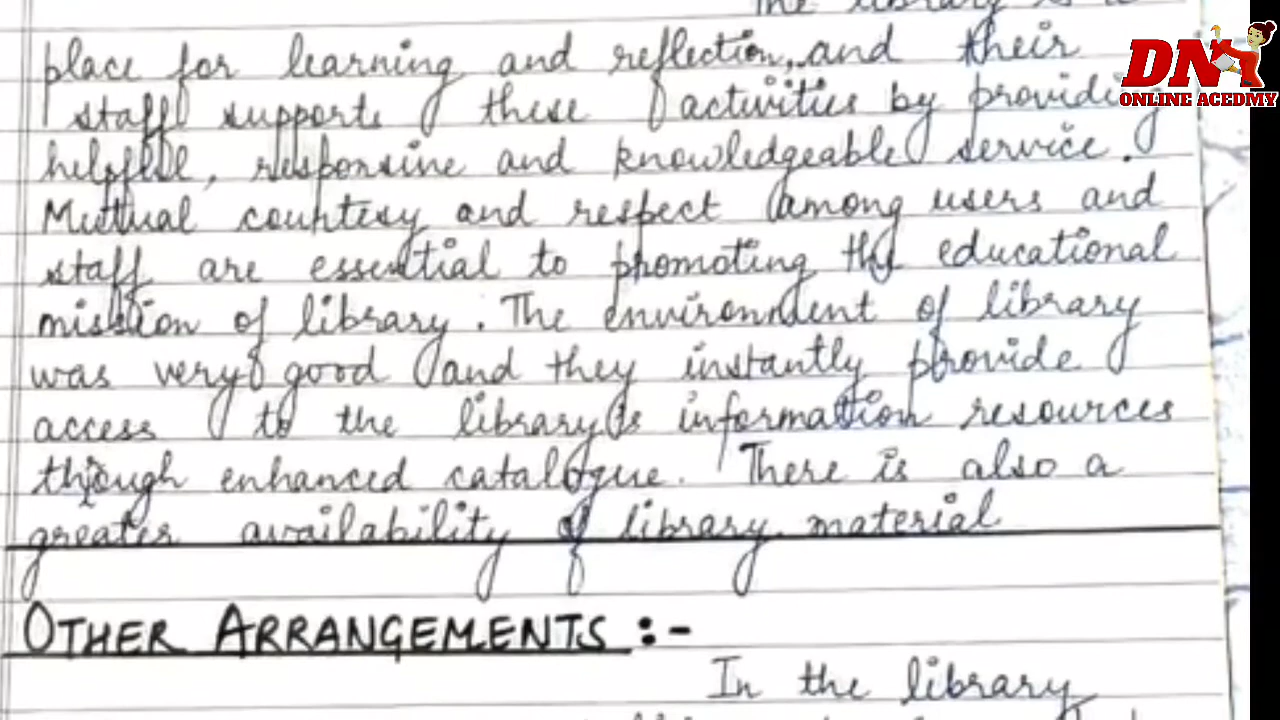 The library is a
place for learning and reflection, and their
staff supports these activities by providing
helpful, responsine and knowledgeable service.
Mutual courtesy and respect among users and
staff are essential to promoting the educational
mission of library. The environment of library
was very good and they instantly provide
access to the library's information resources
through enhanced catalogue. There is also a
greater availability of library material
OTHER ARRANGEMENTS :-
In the library
DNY
ONLINE ACEDMY